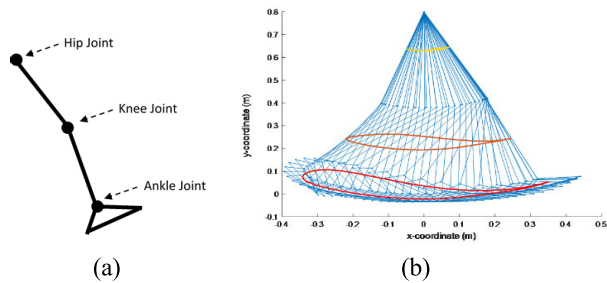 Hip Joint
Knee Joint
Ankle Joint
(a)
(b)
0.8
0.7
0.6
0.5
0.4
0.3
0.2
0.1
0
-0.1
y-coordinate (m)
-0.4 -0.3 -0.2 -0.1 0 0.1 0.2 0.3 0.4 0.5
x-coordinate (m)
(a)
(b)